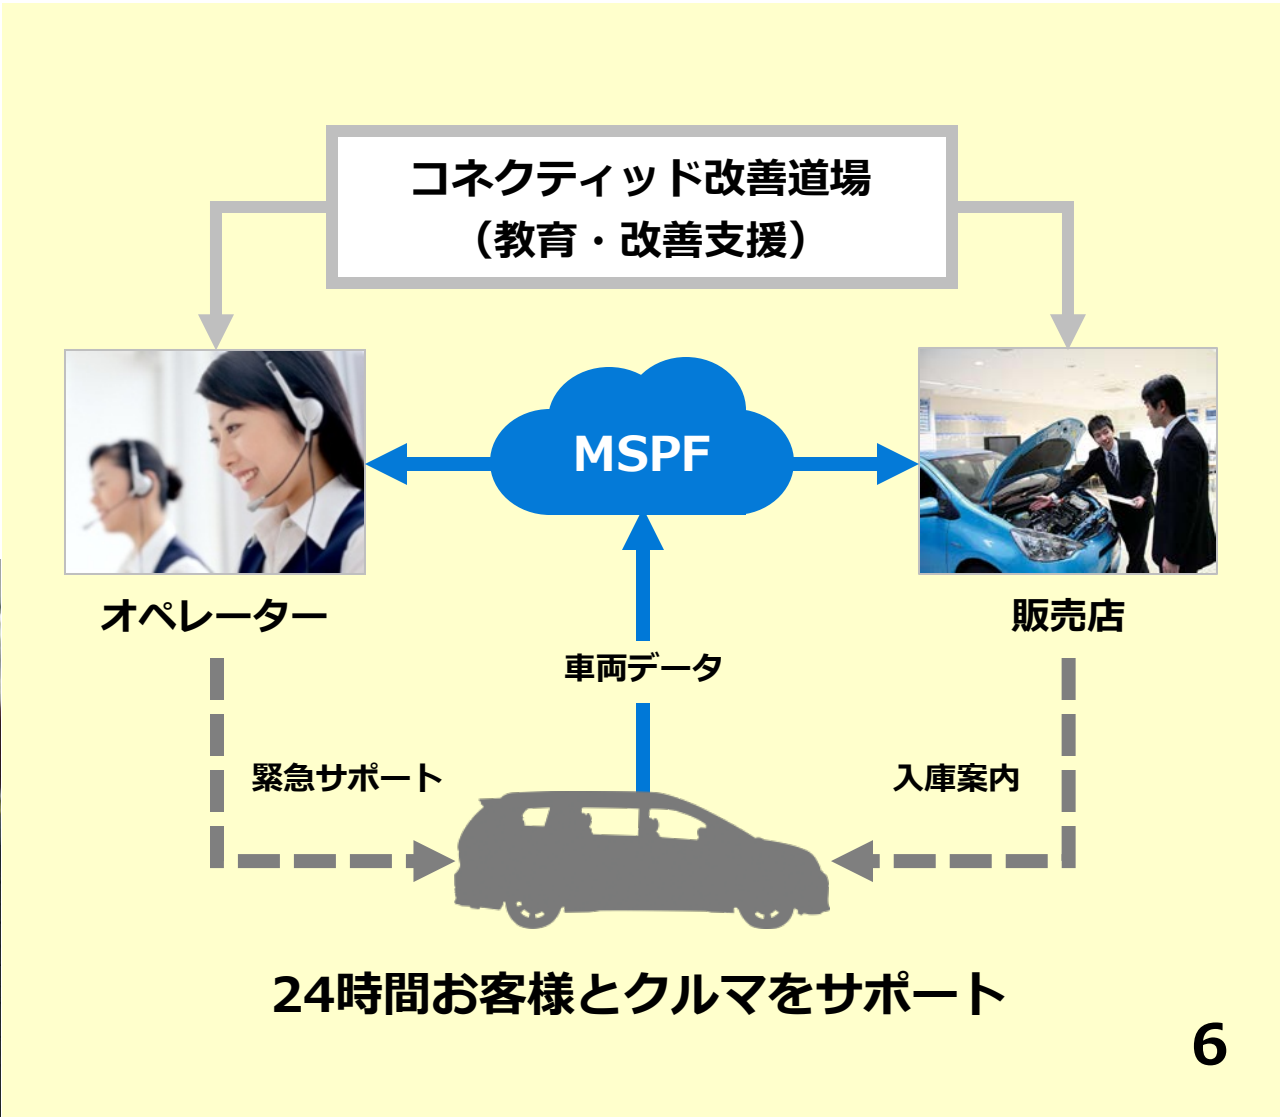 コネクティッド改善道場
（教育・改善支援）
MSPF
オペレーター
販売店
車両データ
緊急サポート
入庫案内
24時間お客様とクルマをサポート
6